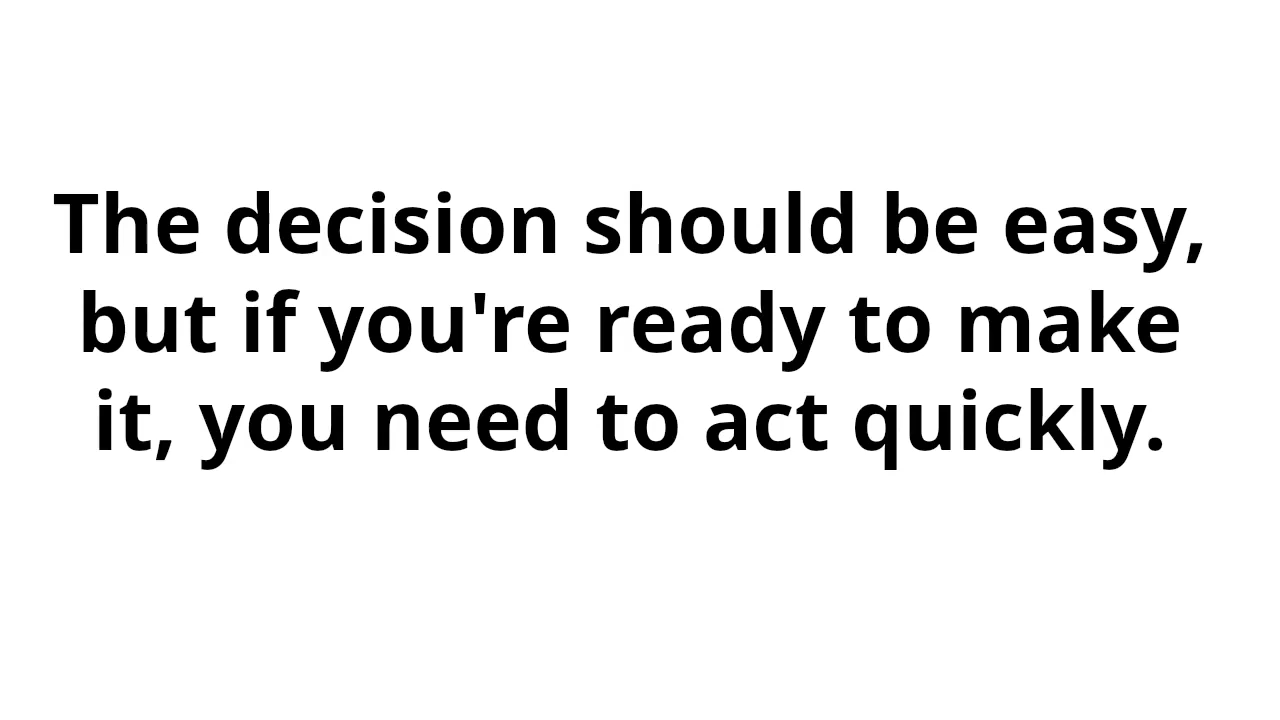 The decision should be easy,
but if you're ready to make
it, you need to act quickly.